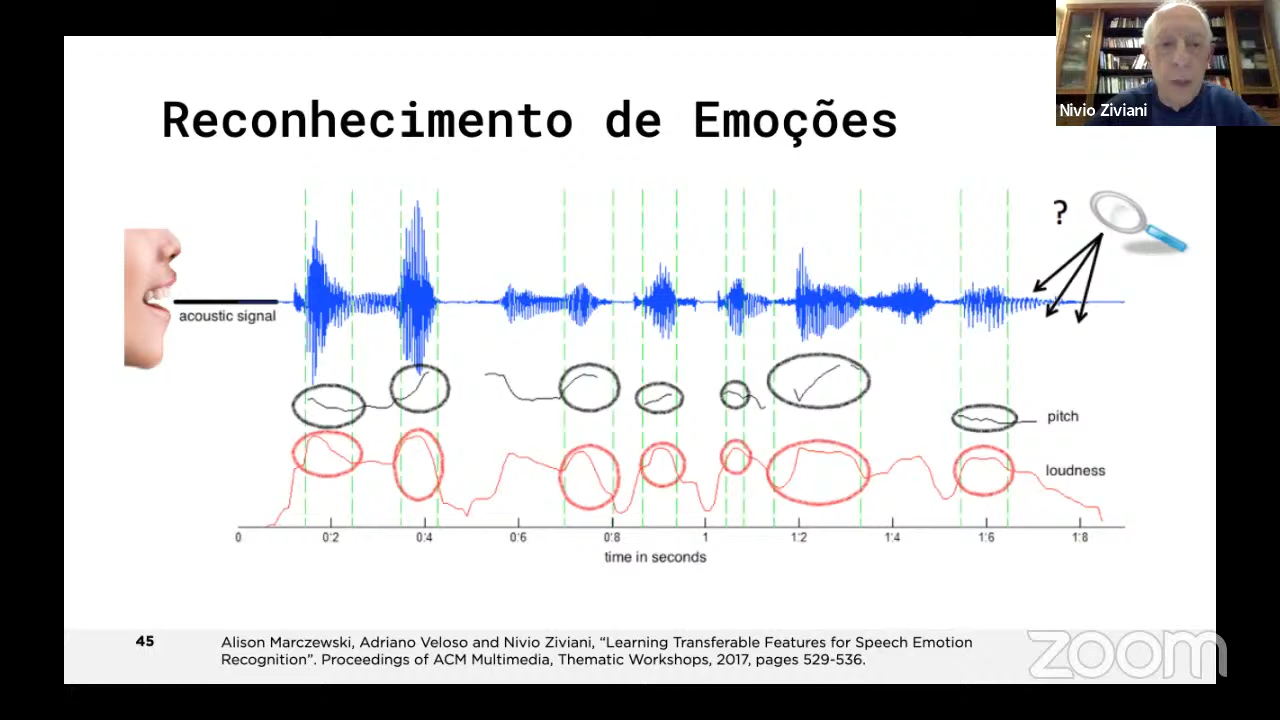 Nivio Ziviani
Reconhecimento de Emoções
?
acoustic signal
pitch
loudness
0 0:2 0:4 0:6 0:8 1 1:2 1:4 1:6 1:8
time in seconds
45
Alison Marczewski, Adriano Veloso and Nivio Ziviani, “Learning Transferable Features for Speech Emotion
Recognition”. Proceedings of ACM Multimedia, Thematic Workshops, 2017, pages 529-536.
zoom